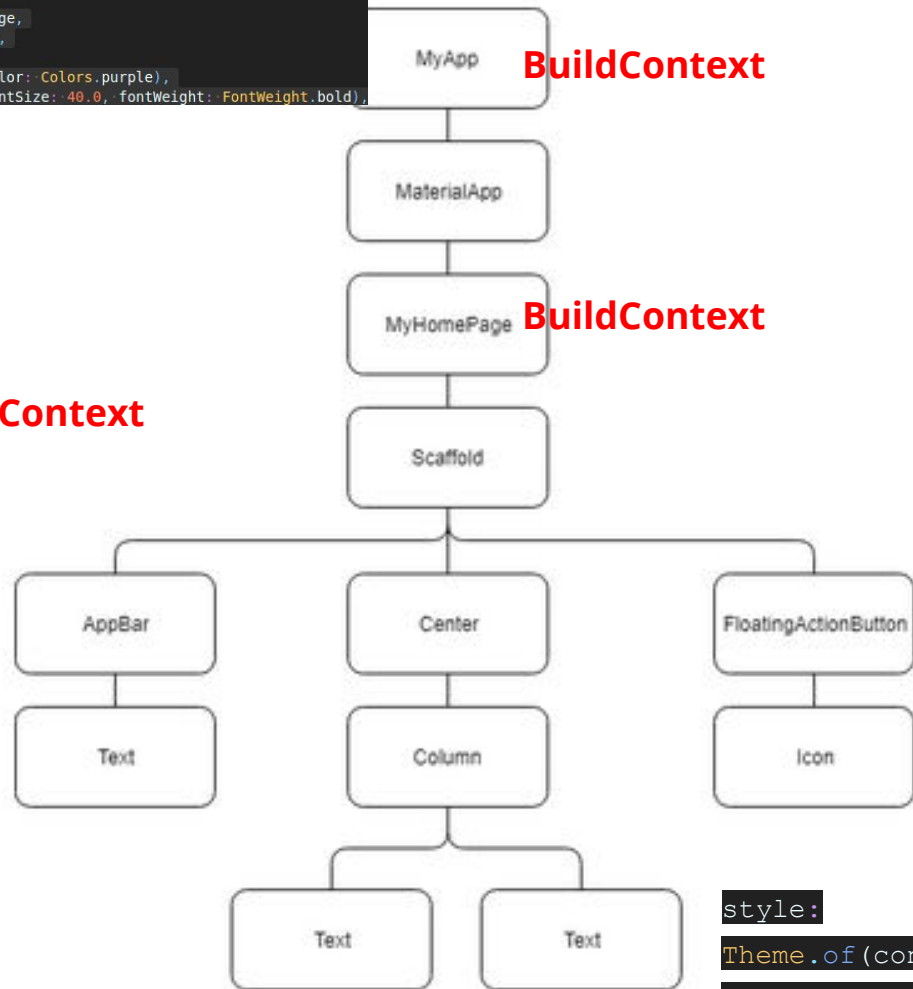 ge,
,
lor: Colors.purple),
ntSize: 40.0, fontWeight: FontWeight.bold),
MyApp
BuildContext
MaterialApp
MyHomePage
BuildContext
Context
Scaffold
AppBar
Center
FloatingActionButton
Text
Column
Icon
Text
Text
style:
Theme.of(con